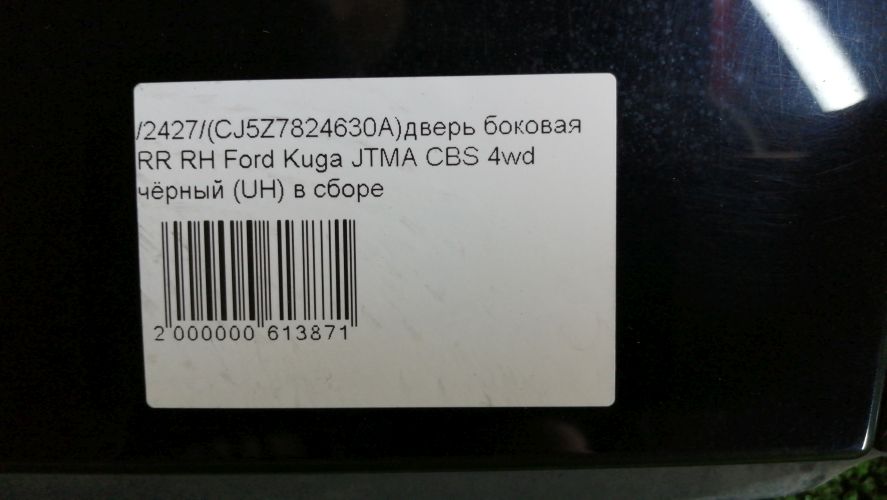 /2427/(CJ5Z7824630A)дверь боковая
RR RH Ford Kuga JTMA CBS 4wd
чёрный (UH) в сборе
2 000000 613871